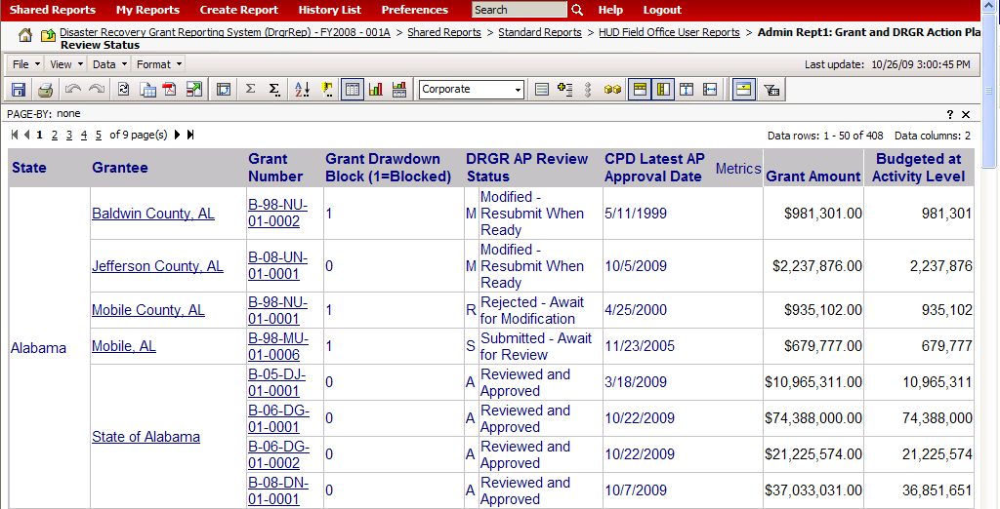 Shared Reports My Reports Create Report History List Preferences Search Help Logout
Disaster Recovery Grant Reporting System (DrgrRep) - FY2008 - 001A > Shared Reports > Standard Reports > HUD Field Office User Reports > Admin Rept1: Grant and DRGR Action Pla
Review Status
File View Data Format Last update: 10/26/09 3:00:45 PM
Corporate
PAGE-BY: none
1 2 3 4 5 of 9 page(s) Data rows: 1 - 50 of 408 Data columns: 2
State Grantee Grant Number Grant Drawdown Block (1=Blocked) DRGR AP Review Status CPD Latest AP Approval Date Metrics Grant Amount Budgeted at Activity Level
Alabama
Baldwin County, AL B-98-NU-01-0002 1 M Modified - Resubmit When Ready 5/11/1999 $981,301.00 981,301
Jefferson County, AL B-08-UN-01-0001 0 M Modified - Resubmit When Ready 10/5/2009 $2,237,876.00 2,237,876
Mobile County, AL B-98-NU-01-0001 1 R Rejected - Await for Modification 4/25/2000 $935,102.00 935,102
Mobile, AL B-98-MU-01-0006 1 S Submitted - Await for Review 11/23/2005 $679,777.00 679,777
State of Alabama
B-05-DJ-01-0001 0 A Reviewed and Approved 3/18/2009 $10,965,311.00 10,965,311
B-06-DG-01-0001 0 A Reviewed and Approved 10/22/2009 $74,388,000.00 74,388,000
B-06-DG-01-0002 0 A Reviewed and Approved 10/22/2009 $21,225,574.00 21,225,574
B-08-DN-01-0001 0 A Reviewed and Approved 10/7/2009 $37,033,031.00 36,851,651